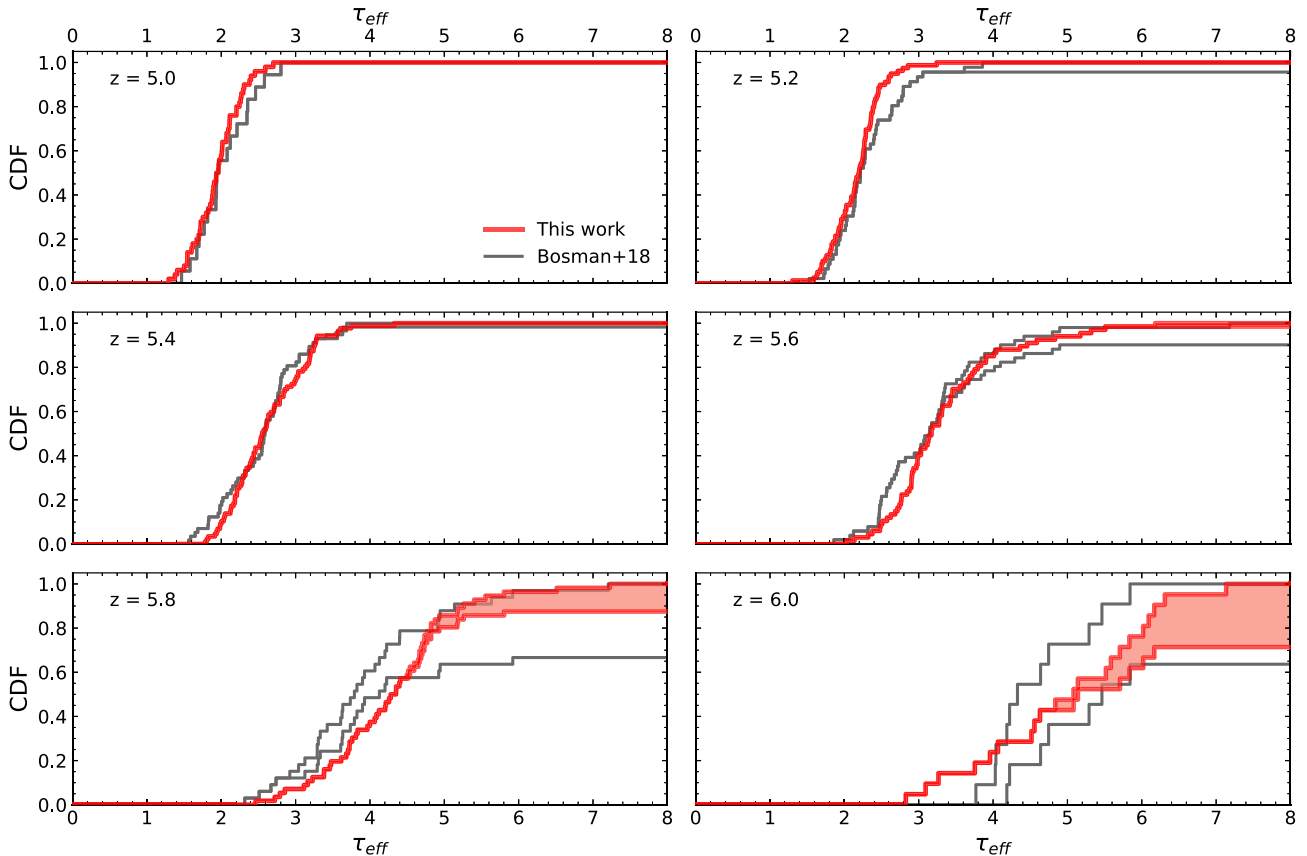 τeff τeff
0 1 2 3 4 5 6 7 8 0 1 2 3 4 5 6 7 8
1.0 z = 5.0 z = 5.2
0.8
0.6
CDF
0.4
This work
0.2 Bosman+18
0.0
1.0 z = 5.4 z = 5.6
0.8
0.6
CDF
0.4
0.2
0.0
1.0 z = 5.8 z = 6.0
0.8
0.6
CDF
0.4
0.2
0.0
0 1 2 3 4 5 6 7 8 0 1 2 3 4 5 6 7 8
τeff τeff